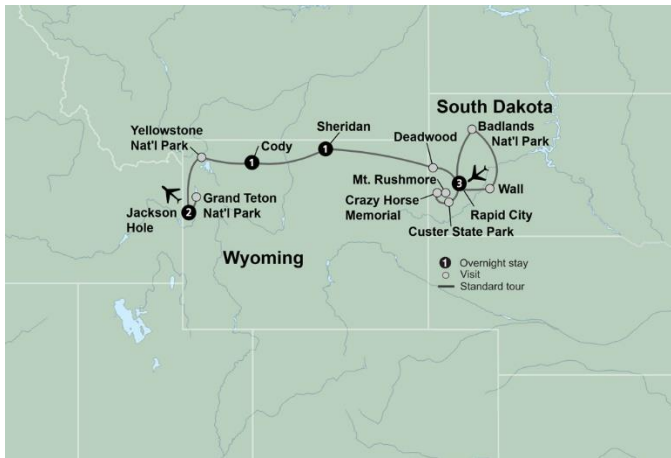 South Dakota
Badlands
Nat'l Park
Sheridan
Deadwood
Yellowstone
Nat'l Park
Cody
1
1
Mt. Rushmore
3
Wall
Crazy Horse
Memorial
Rapid City
Custer State Park
Grand Teton
Nat'l Park
Jackson
Hole
2
Wyoming
1 Overnight stay
Visit
Standard tour